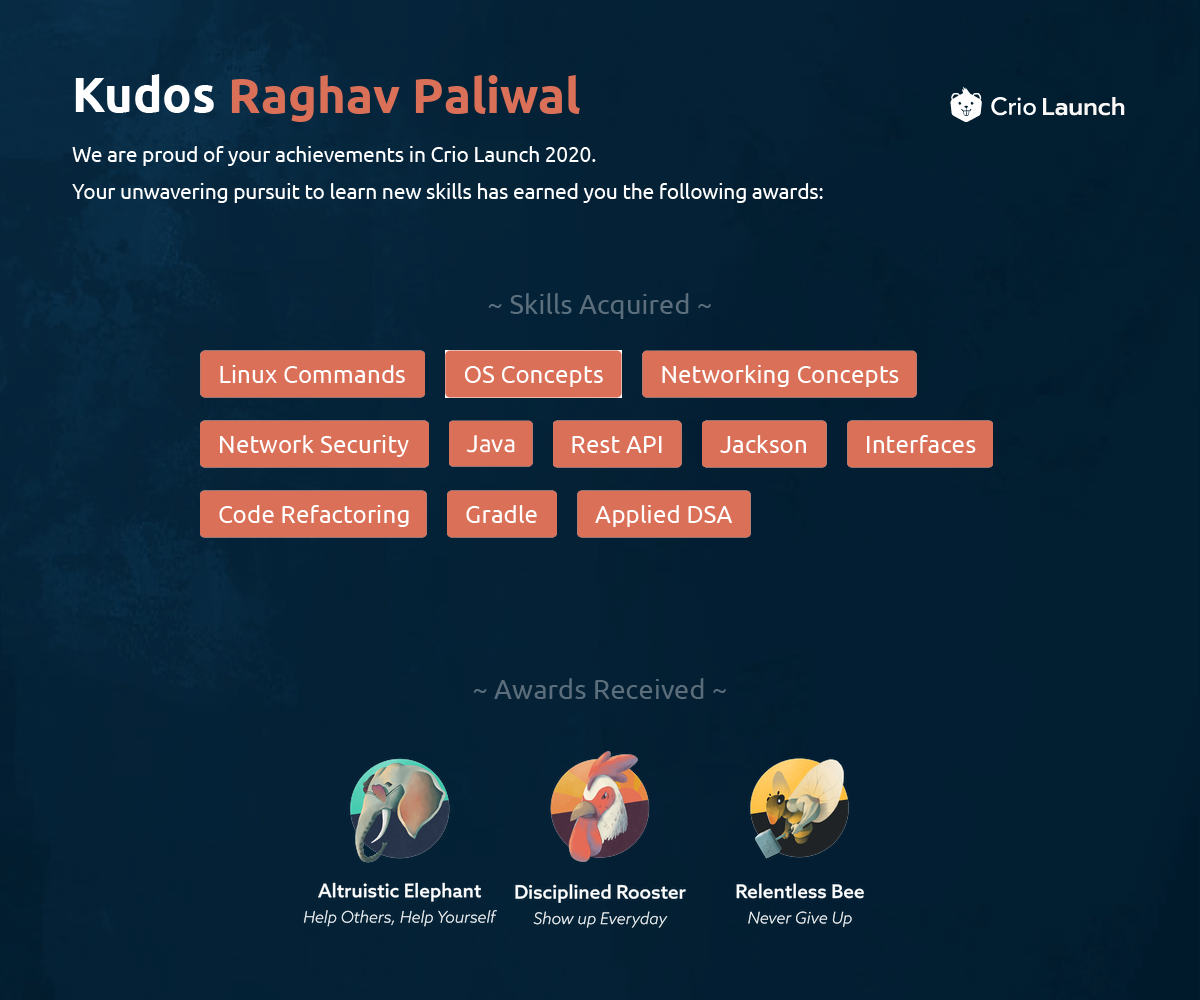 Kudos Raghav Paliwal
Crio Launch
We are proud of your achievements in Crio Launch 2020.
Your unwavering pursuit to learn new skills has earned you the following awards:
~ Skills Acquired ~
Linux Commands OS Concepts Networking Concepts
Network Security Java Rest API Jackson Interfaces
Code Refactoring Gradle Applied DSA
~ Awards Received ~
Altruistic Elephant Disciplined Rooster Relentless Bee
Help Others, Help Yourself Show up Everyday Never Give Up